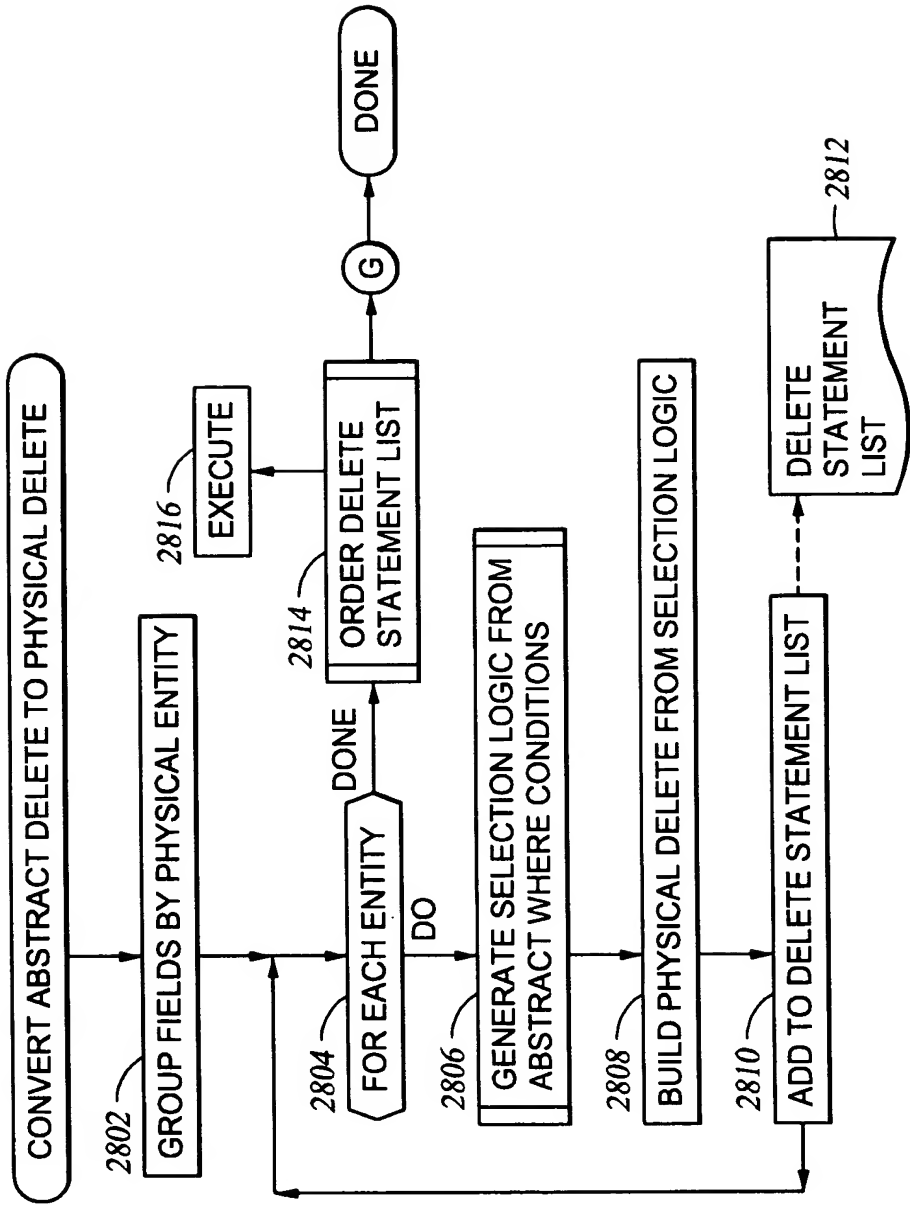 CONVERT ABSTRACT DELETE TO PHYSICAL DELETE
2802
GROUP FIELDS BY PHYSICAL ENTITY
2804
FOR EACH ENTITY
DO
DONE
2806
GENERATE SELECTION LOGIC FROM
ABSTRACT WHERE CONDITIONS
2808
BUILD PHYSICAL DELETE FROM SELECTION LOGIC
2810
ADD TO DELETE STATEMENT LIST
2812
DELETE
STATEMENT
LIST
2814
ORDER DELETE
STATEMENT LIST
2816
EXECUTE
G
DONE